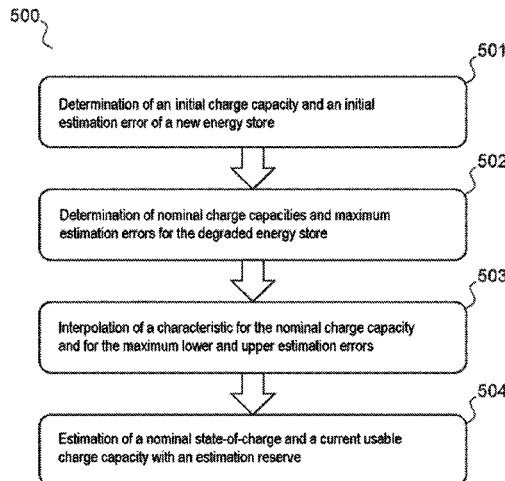 500
501
Determination of an initial charge capacity and an initial
estimation error of a new energy store
502
Determination of nominal charge capacities and maximum
estimation errors for the degraded energy store
503
Interpolation of a characteristic for the nominal charge capacity
and for the maximum lower and upper estimation errors
504
Estimation of a nominal state-of-charge and a current usable
charge capacity with an estimation reserve